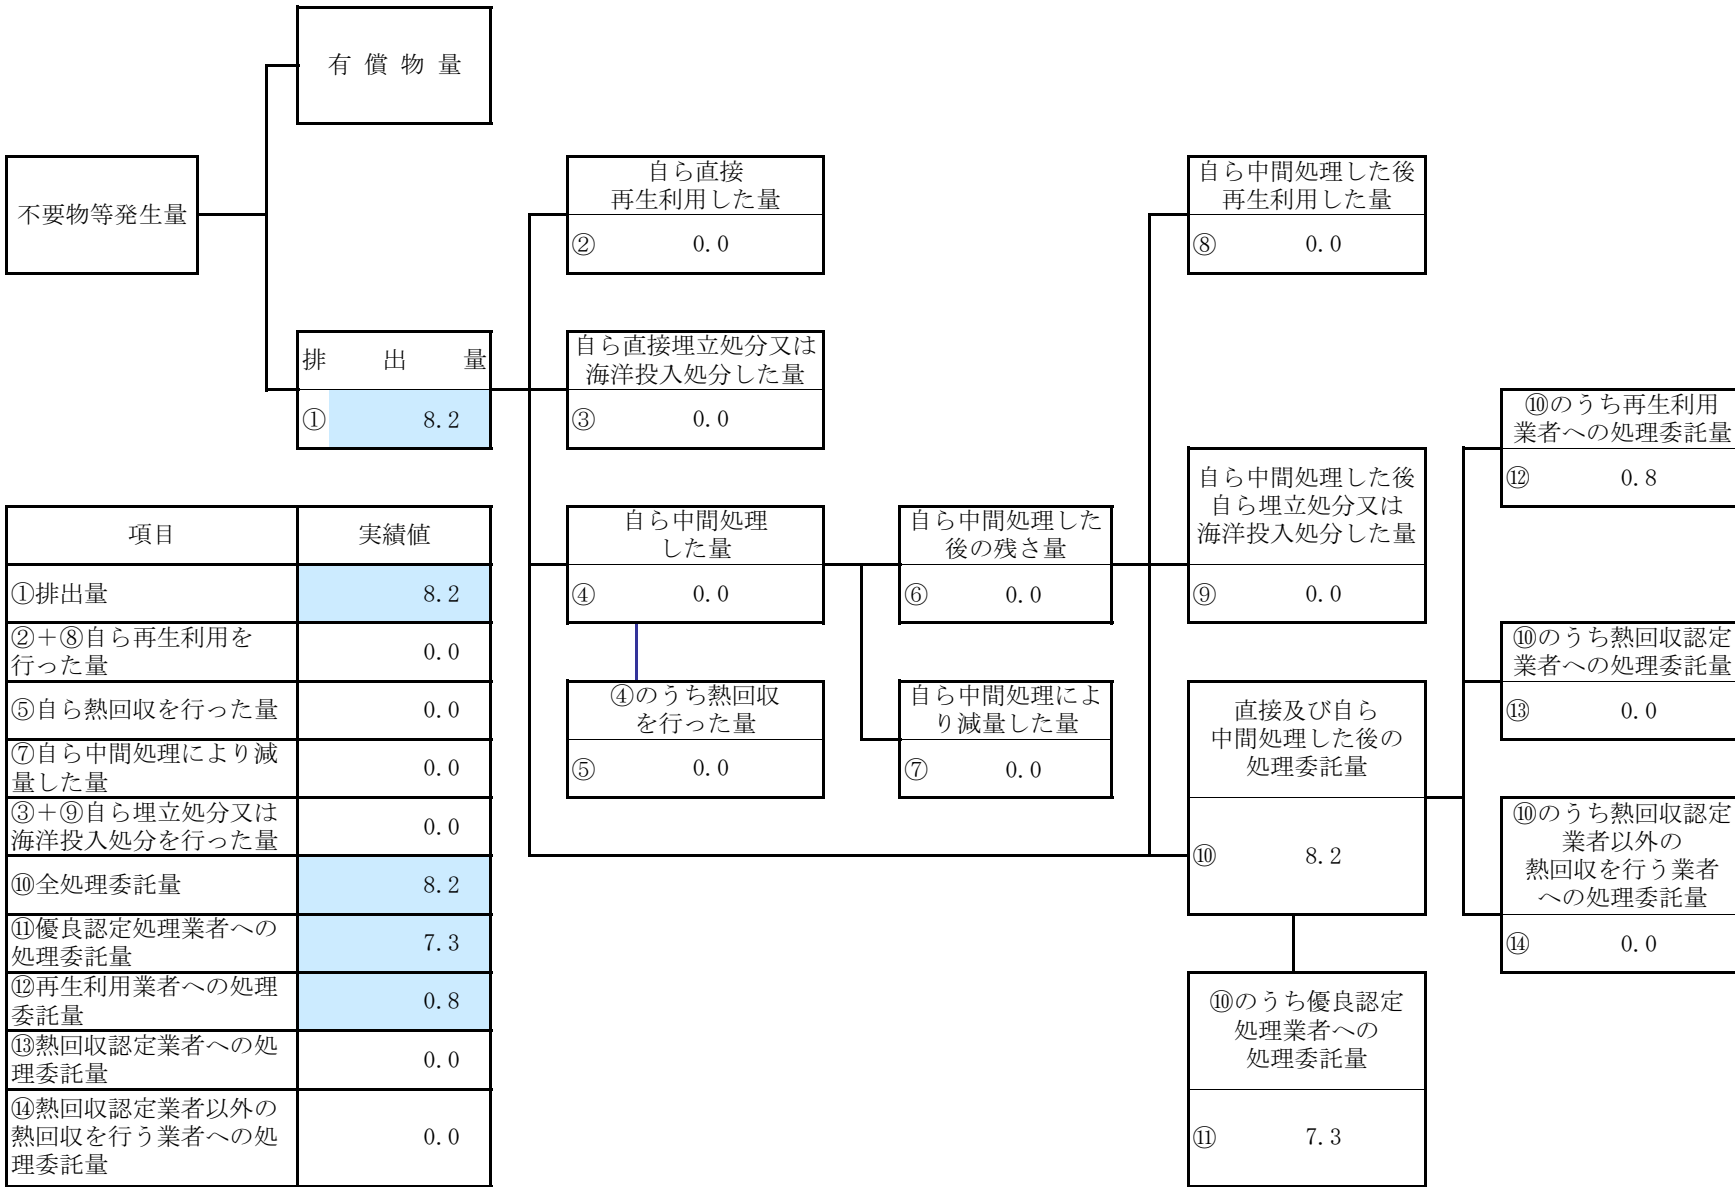 有償物量
不要物等発生量
自ら直接
再生利用した量
② 0.0
自ら中間処理した後
再生利用した量
⑧ 0.0
排出量
① 8.2
自ら直接埋立処分又は
海洋投入処分した量
③ 0.0
⑩のうち再生利用
業者への処理委託量
⑫ 0.8
自ら中間処理した後
自ら埋立処分又は
海洋投入処分した量
⑨ 0.0
自ら中間処理
した量
④ 0.0
自ら中間処理した
後の残さ量
⑥ 0.0
⑩のうち熱回収認定
業者への処理委託量
⑬ 0.0
④のうち熱回収
を行った量
⑤ 0.0
自ら中間処理によ
り減量した量
⑦ 0.0
直接及び自ら
中間処理した後の
処理委託量
⑩ 8.2
⑩のうち熱回収認定
業者以外の
熱回収を行う業者
への処理委託量
⑭ 0.0
⑩のうち優良認定
処理業者への
処理委託量
⑪ 7.3
項目 実績値
①排出量 8.2
②+⑧自ら再生利用を
行った量 0.0
⑤自ら熱回収を行った量 0.0
⑦自ら中間処理により減
量した量 0.0
③+⑨自ら埋立処分又は
海洋投入処分を行った量 0.0
⑩全処理委託量 8.2
⑪優良認定処理業者への
処理委託量 7.3
⑫再生利用業者への処理
委託量 0.8
⑬熱回収認定業者への処
理委託量 0.0
⑭熱回収認定業者以外の
熱回収を行う業者への処 0.0
理委託量